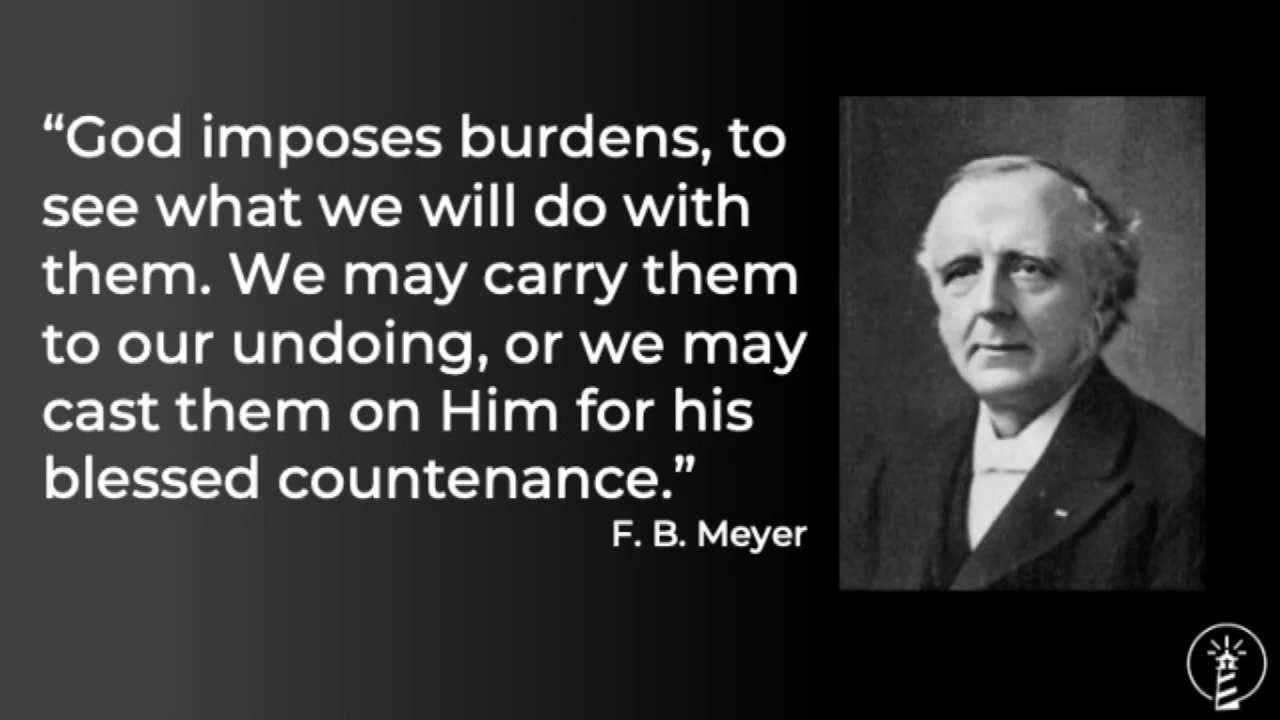 “God imposes burdens, to
see what we will do with
them. We may carry them
to our undoing, or we may
cast them on Him for his
blessed countenance.”
F. B. Meyer